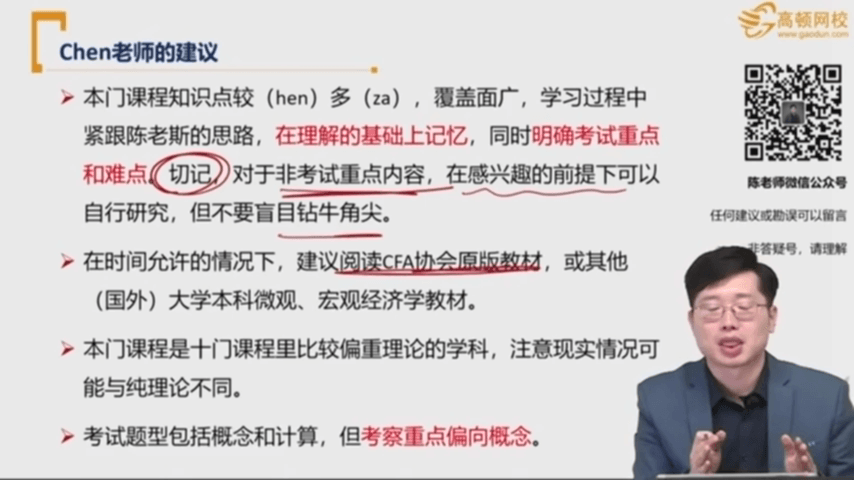 Chen老师的建议
高顿网校
www.gaodun.com
本门课程知识点较（hen）多（za），覆盖面广，学习过程中
紧跟陈老斯的思路，在理解的基础上记忆，同时明确考试重点
和难点。切记，对于非考试重点内容，在感兴趣的前提下可以
自行研究，但不要盲目钻牛角尖。
在时间允许的情况下，建议阅读CFA协会原版教材，或其他
（国外）大学本科微观、宏观经济学教材。
本门课程是十门课程里比较偏重理论的学科，注意现实情况可
能与纯理论不同。
考试题型包括概念和计算，但考察重点偏向概念。
陈老师微信公众号
任何建议或勘误可以留言
非答疑号，请理解